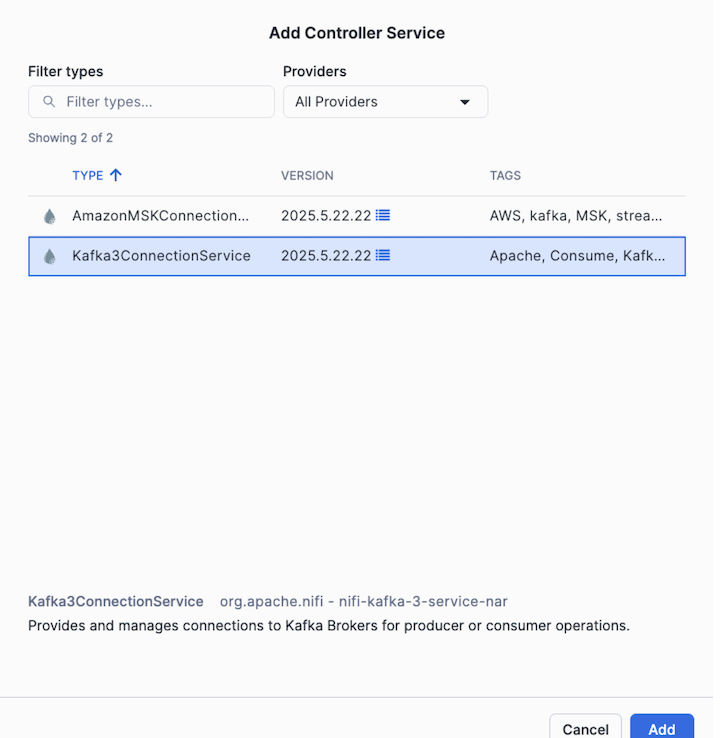 Add Controller Service
Filter types Providers
Filter types... All Providers
Showing 2 of 2
TYPE VERSION TAGS
AmazonMSKConnection... 2025.5.22.22 AWS, kafka, MSK, strea...
Kafka3ConnectionService 2025.5.22.22 Apache, Consume, Kafk...
Kafka3ConnectionService org.apache.nifi - nifi-kafka-3-service-nar
Provides and manages connections to Kafka Brokers for producer or consumer operations.
Cancel Add